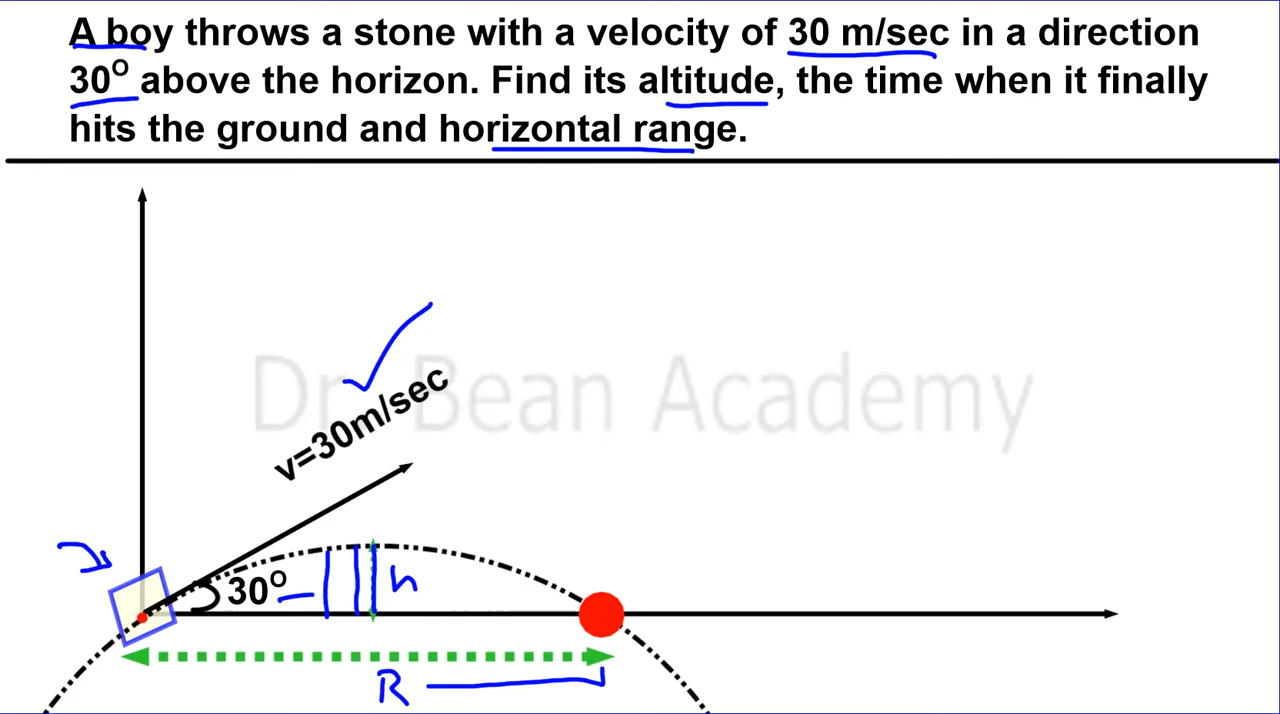 A boy throws a stone with a velocity of 30 m/sec in a direction
30° above the horizon. Find its altitude, the time when it finally
hits the ground and horizontal range.
Dr. Bean Academy
v=30m/sec
30°
h
R